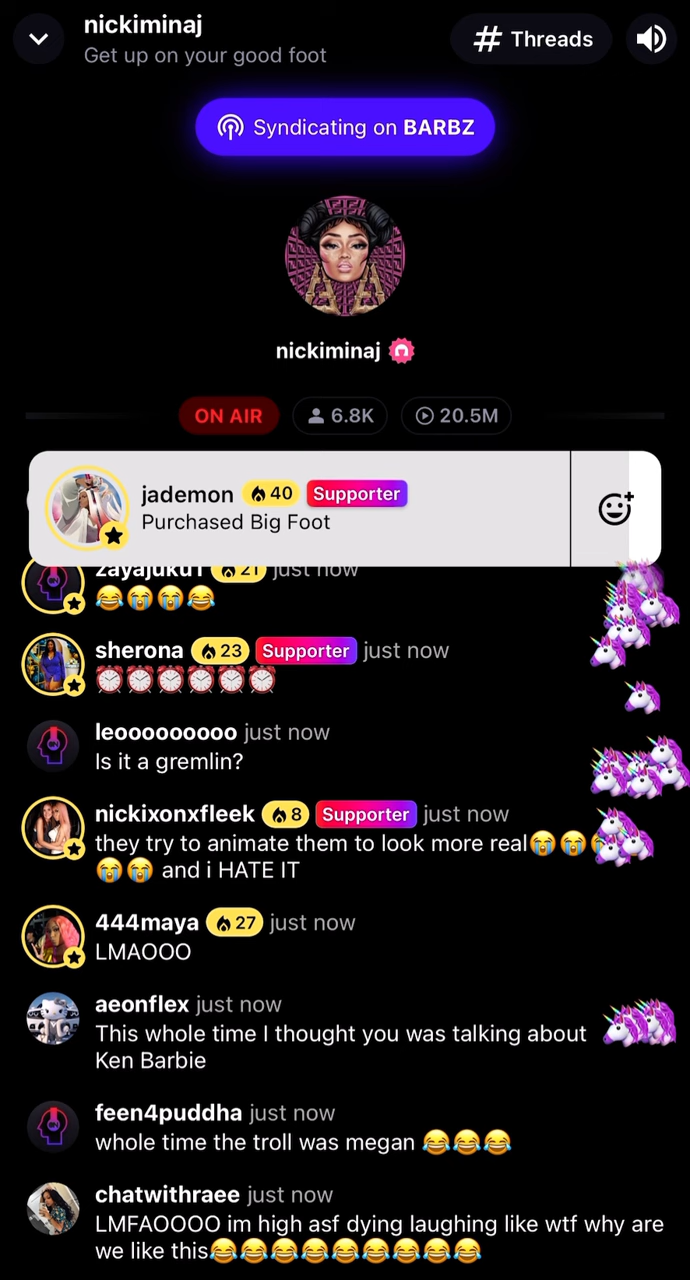 nickiminaj
Get up on your good foot
# Threads
Syndicating on BARBZ
nickiminaj
ON AIR 6.8K 20.5M
jademon 40 Supporter
Purchased Big Foot
zayajuku1 21 just now
😂😭😭😂
sherona 23 Supporter just now
⏰⏰⏰⏰⏰⏰
leooooooooo just now
Is it a gremlin?
nickixonxfleek 8 Supporter just now
they try to animate them to look more real😭😭😭
😭😭 and i HATE IT
444maya 27 just now
LMAOOO
aeonflex just now
This whole time I thought you was talking about
Ken Barbie
feen4puddha just now
whole time the troll was megan 😂😂😂
chatwithraee just now
LMFAOOOO im high asf dying laughing like wtf why are
we like this😂😂😂😂😂😂😂😂😂